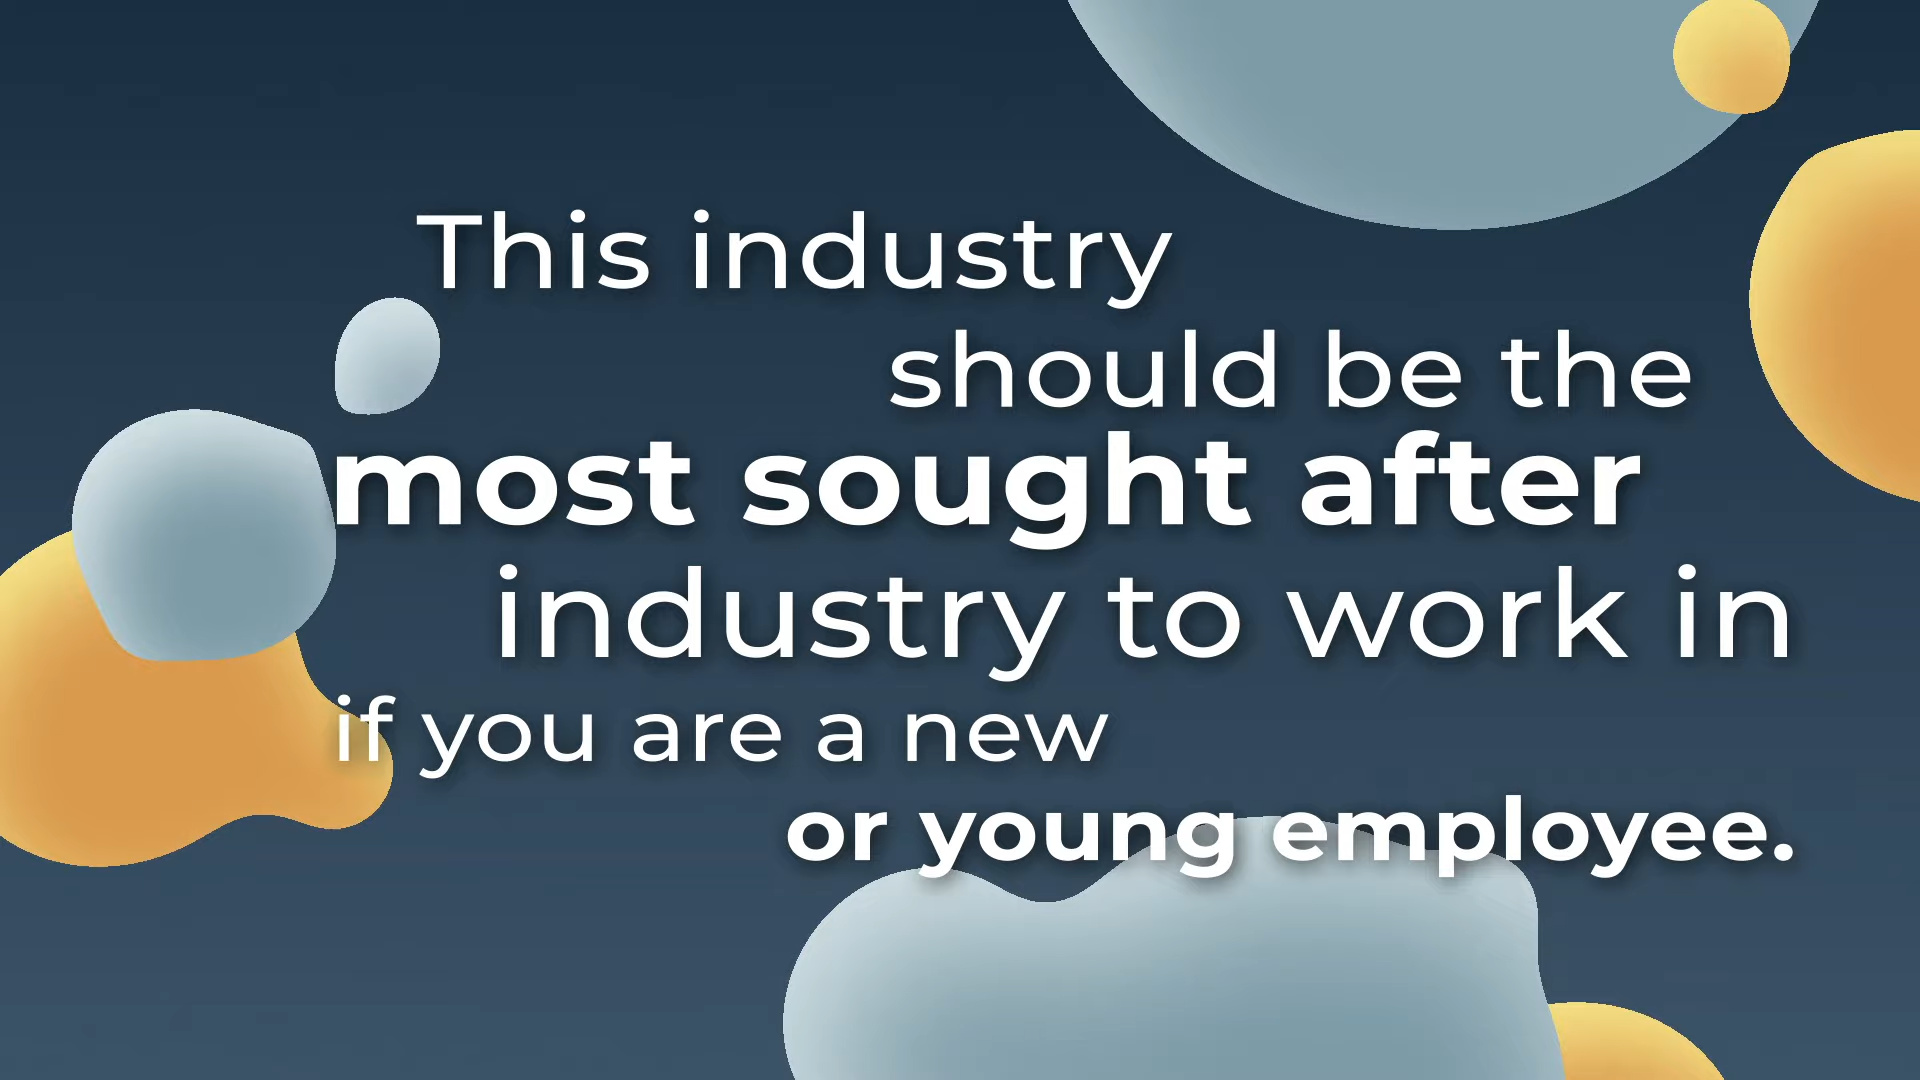 This industry
should be the
most sought after
industry to work in
if you are a new
or young employee.